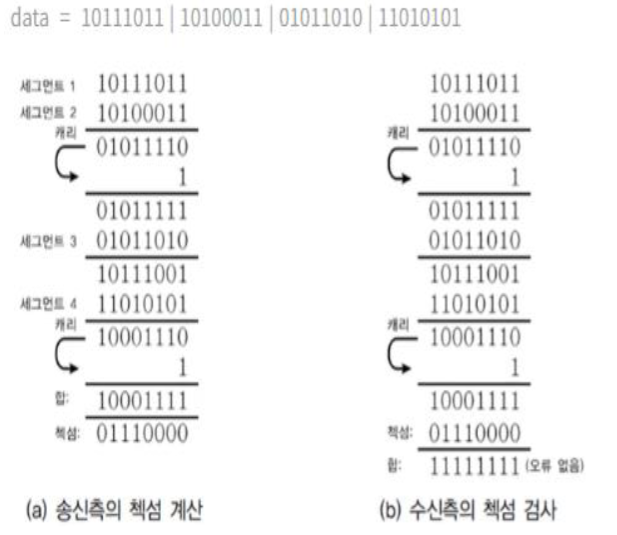 data = 10111011 | 10100011 | 01011010 | 11010101
세그먼트 1 10111011
세그먼트 2 10100011
캐리 01011110
1
01011111
세그먼트 3 01011010
10111001
세그먼트 4 11010101
캐리 10001110
1
합: 10001111
첵섬: 01110000
(a) 송신측의 첵섬 계산
10111011
10100011
캐리 01011110
1
01011111
01011010
10111001
11010101
캐리 10001110
1
10001111
첵섬: 01110000
합: 11111111 (오류 없음)
(b) 수신측의 첵섬 검사